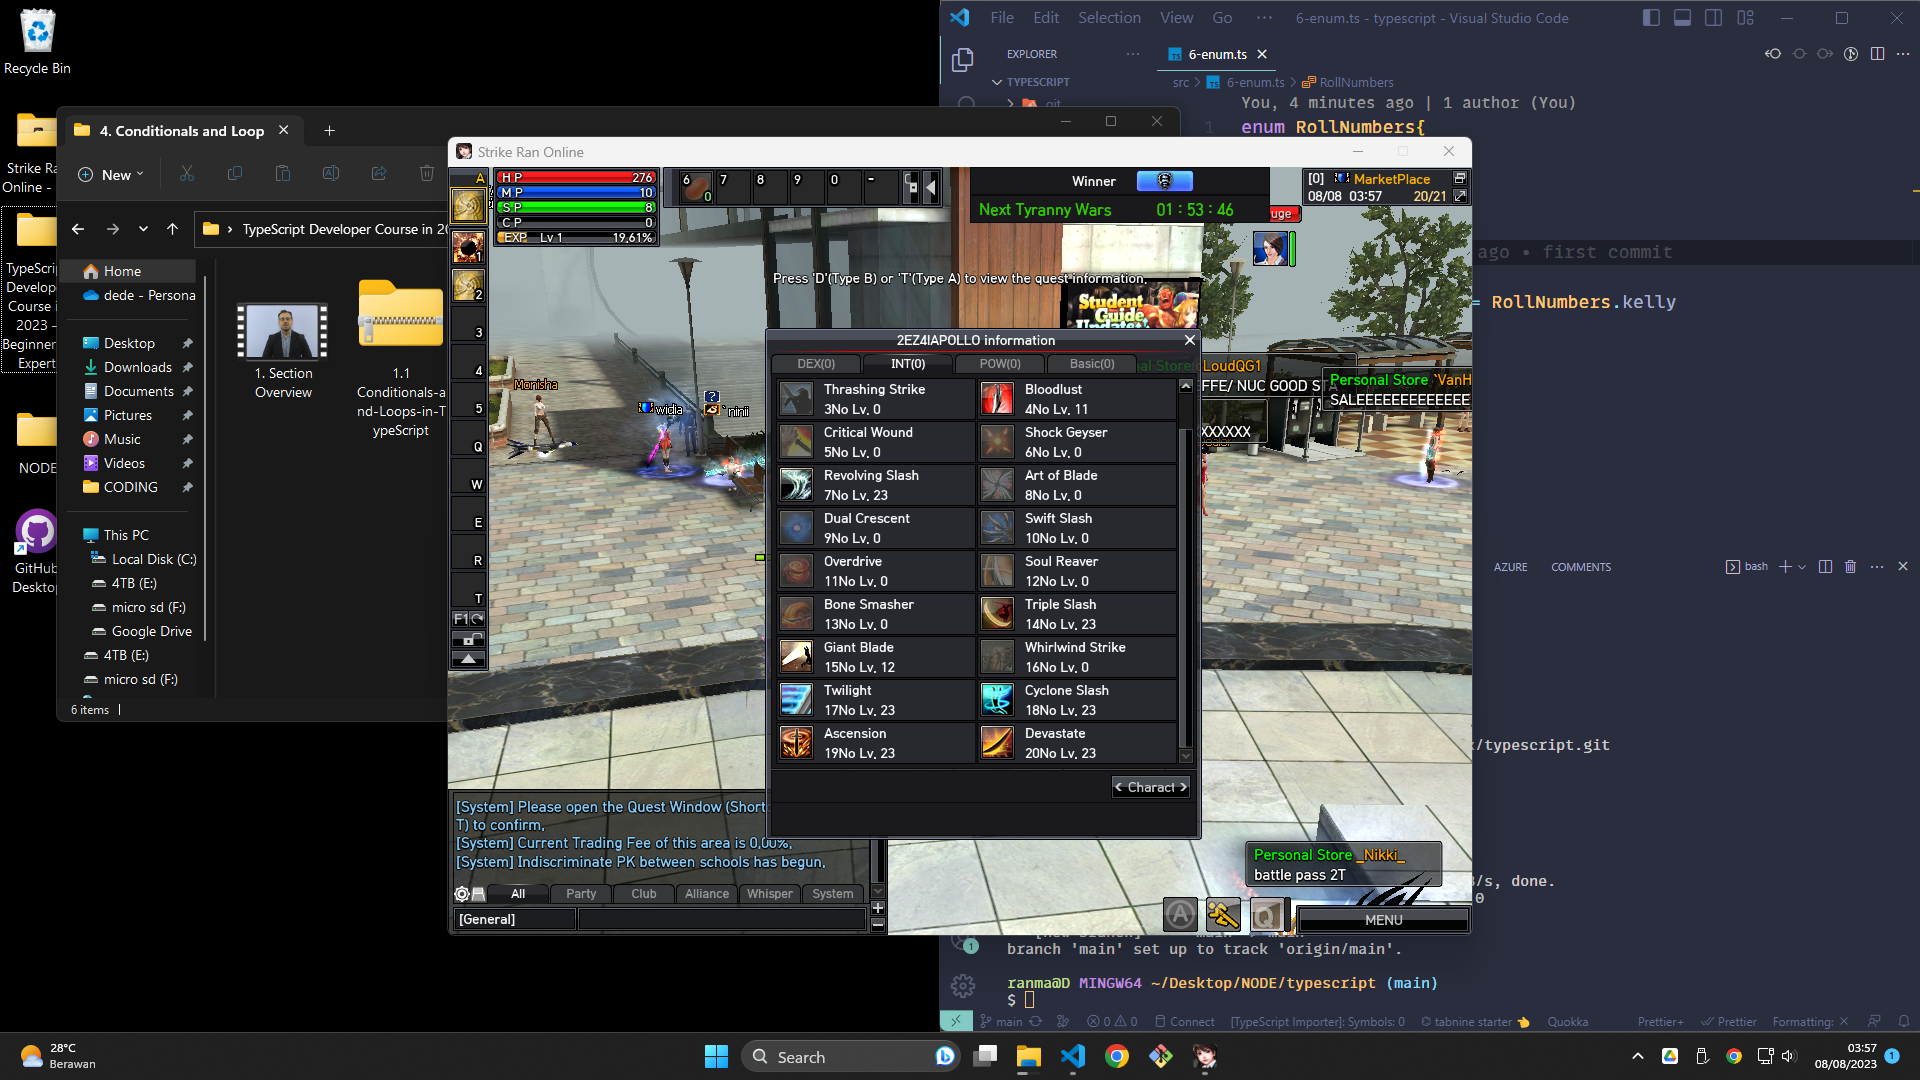 Recycle Bin
Strike Ra
Online -
TypeScri
Develope
Course i
2023 -
Beginner
Expert
NODE
GitHub
Deskto
4. Conditionals and Loop
New
TypeScript Developer Course in 20
Home
dede - Persona
Desktop
Downloads
Documents
Pictures
Music
Videos
CODING
This PC
Local Disk (C:)
4TB (E:)
micro sd (F:)
Google Drive
4TB (E:)
micro sd (F:)
6 items
1. Section
Overview
1.1
Conditionals-a
nd-Loops-in-T
ypeScript
File Edit Selection View Go ··· 6-enum.ts - typescript - Visual Studio Code
EXPLORER ···
6-enum.ts
TYPESCRIPT
.git
src > 6-enum.ts > RollNumbers
You, 4 minutes ago | 1 author (You)
1 enum RollNumbers{
ago • first commit
= RollNumbers.kelly
AZURE COMMENTS
bash
/typescript.git
/s, done.
0
branch 'main' set up to track 'origin/main'.
ranma@D MINGW64 ~/Desktop/NODE/typescript (main)
$
1
main 0 0 Connect [TypeScript Importer]: Symbols: 0 tabnine starter Quokka Prettier+ Prettier Formating: ×
Strike Ran Online
A
HP 276
MP 10
SP 8
CP 0
EXP Lv 1 19,61%
6 7 8 9 0 -
0
1
2
3
4
5
Q
W
E
R
T
F1
Winner
Next Tyranny Wars 01 : 53 : 46
uge
[0] MarketPlace
08/08 03:57 20/21
Press 'D'(Type B) or 'T'(Type A) to view the quest information,
Student
Guide
Update!
Monisha
widia
`ninii
LoudQG1
FFE/ NUC GOOD STA
Personal Store `VanH
SALEEEEEEEEEEEEE
XXXXXX
2EZ4IAPOLLO information
DEX(0) INT(0) POW(0) Basic(0)
al Store
Thrashing Strike
3No Lv, 0
Bloodlust
4No Lv, 11
Critical Wound
5No Lv, 0
Shock Geyser
6No Lv, 0
Revolving Slash
7No Lv, 23
Art of Blade
8No Lv, 0
Dual Crescent
9No Lv, 0
Swift Slash
10No Lv, 0
Overdrive
11No Lv, 0
Soul Reaver
12No Lv, 0
Bone Smasher
13No Lv, 0
Triple Slash
14No Lv, 23
Giant Blade
15No Lv, 12
Whirlwind Strike
16No Lv, 0
Twilight
17No Lv, 23
Cyclone Slash
18No Lv, 23
Ascension
19No Lv, 23
Devastate
20No Lv, 23
< Charact >
[System] Please open the Quest Window (Short
T) to confirm,
[System] Current Trading Fee of this area is 0,00%,
[System] Indiscriminate PK between schools has begun,
All Party Club Alliance Whisper System
[General]
Personal Store _Nikki_
battle pass 2T
A
Q
MENU
28°C
Berawan
Search
03:57
08/08/2023
1